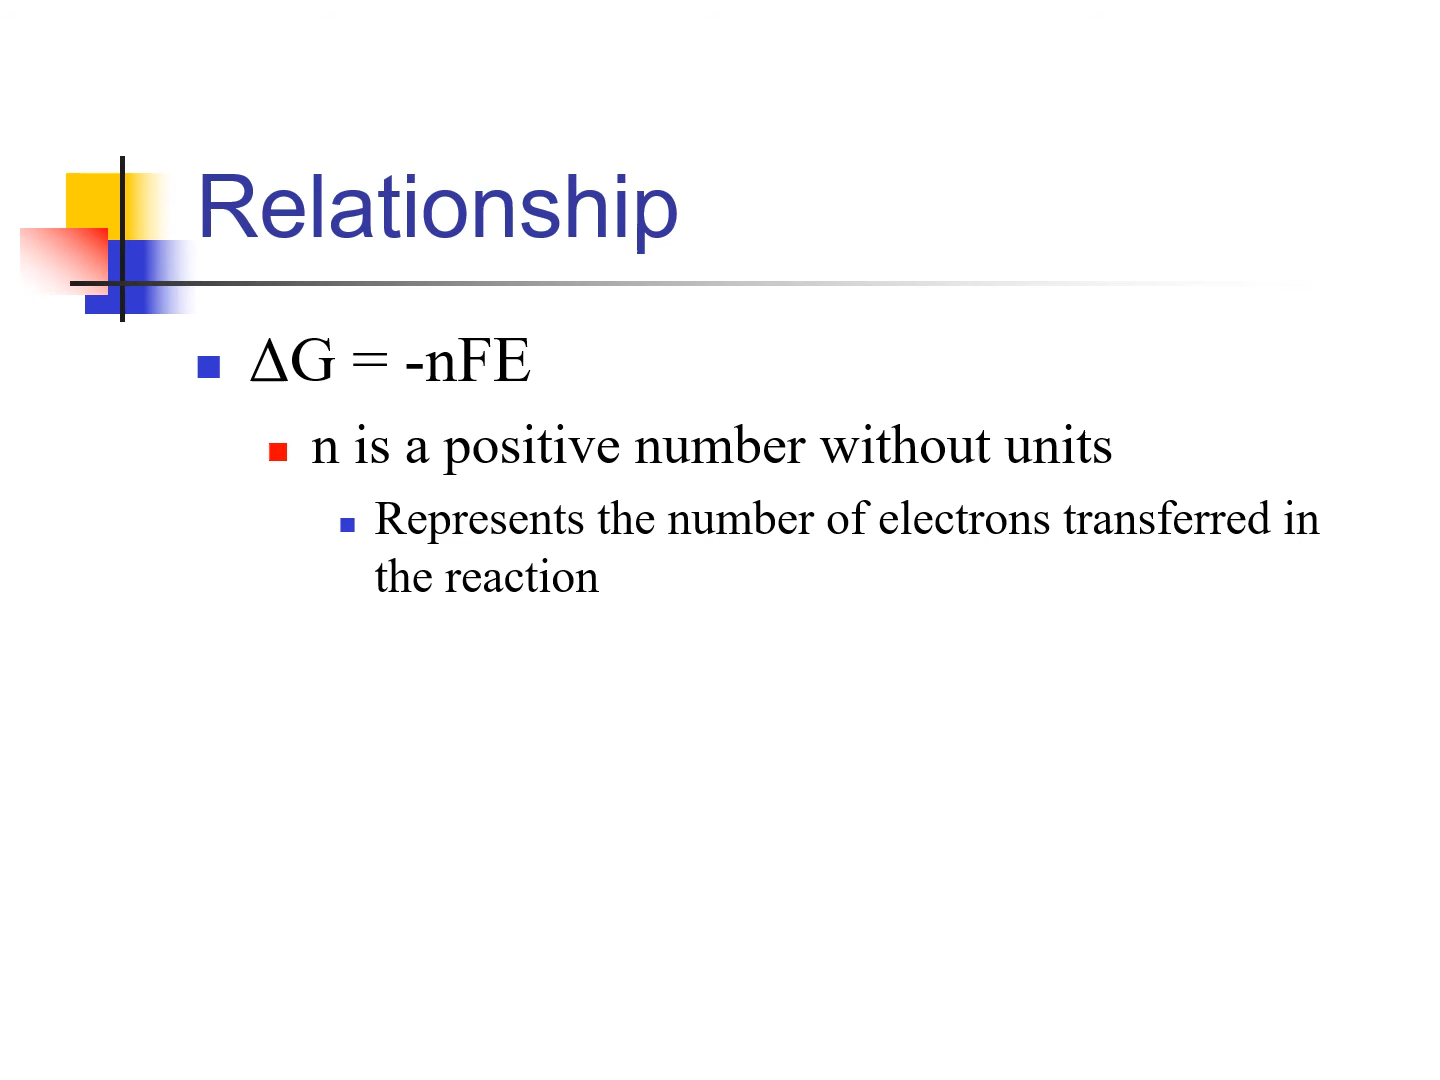 Relationship
ΔG = -nFE
n is a positive number without units
Represents the number of electrons transferred in
the reaction